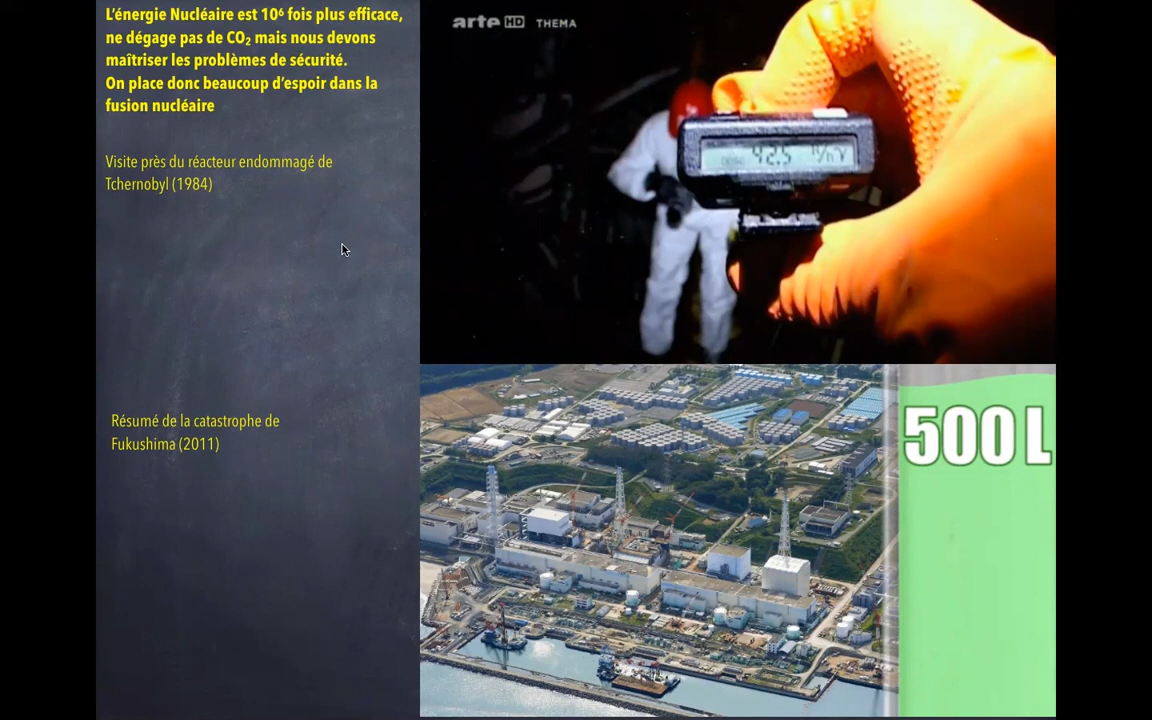 L'énergie Nucléaire est 10⁶ fois plus efficace,
ne dégage pas de CO₂ mais nous devons
maîtriser les problèmes de sécurité.
On place donc beaucoup d'espoir dans la
fusion nucléaire
Visite près du réacteur endommagé de
Tchernobyl (1984)
Résumé de la catastrophe de
Fukushima (2011)
arte HD THEMA
42.5
500 L